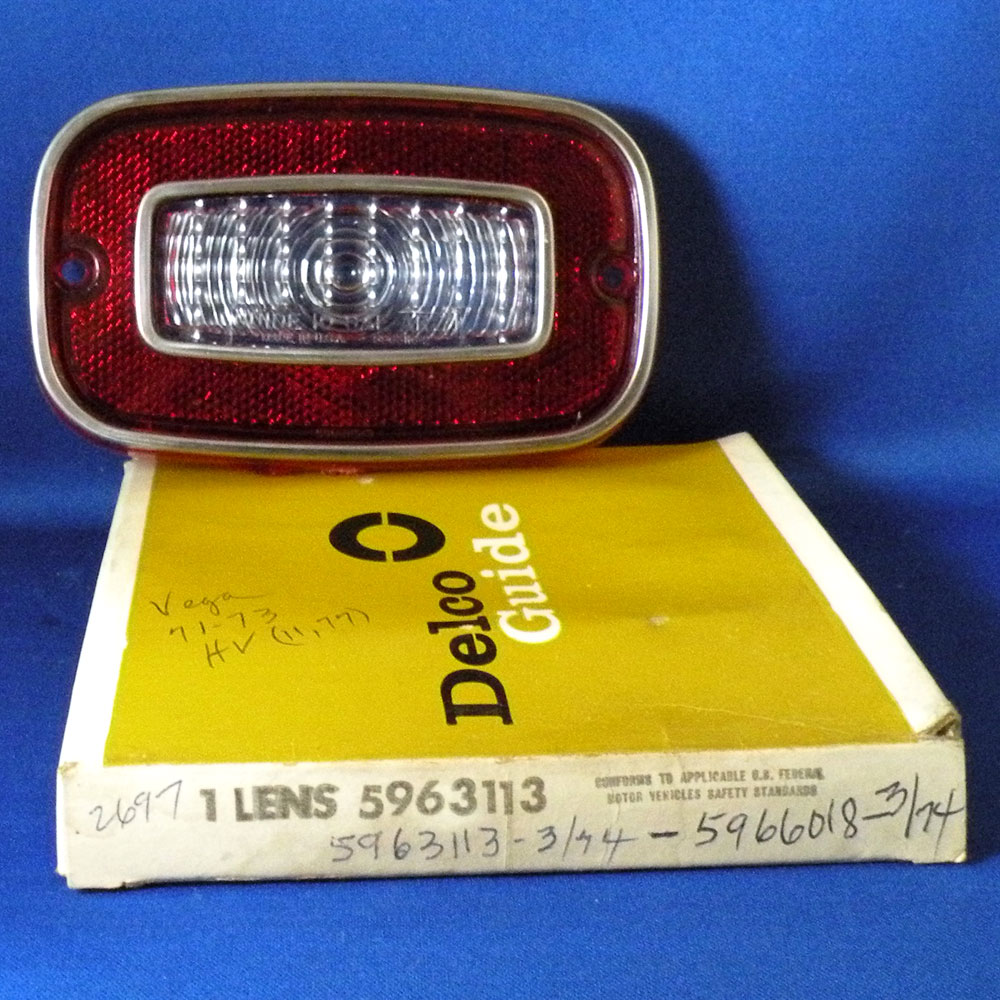 Delco
Guide
Vega
71-73
HV (11,77)
2697
1 LENS 5963113
CONFORMS TO APPLICABLE U.S. FEDERAL
MOTOR VEHICLES SAFETY STANDARDS
5963113-3/74-5966018-3/74